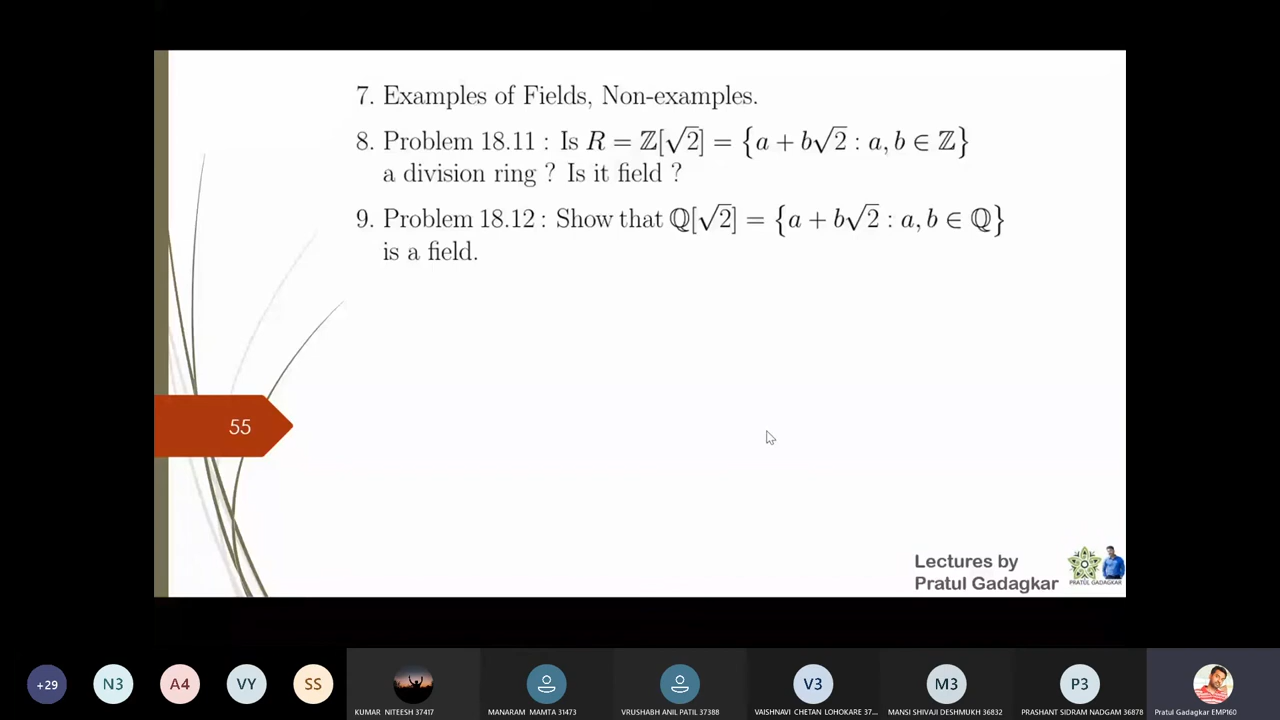 7. Examples of Fields, Non-examples.
8. Problem 18.11 : Is R = ℤ[√2] = {a + b√2 : a, b ∈ ℤ}
a division ring ? Is it field ?
9. Problem 18.12 : Show that ℚ[√2] = {a + b√2 : a, b ∈ ℚ}
is a field.
55
Lectures by
Pratul Gadagkar
PRATUL GADAGKAR
+29
N3
A4
VY
SS
V3
M3
P3
KUMAR NITEESH 37417
MANARAM MAMTA 31473
VRUSHABH ANIL PATIL 37388
VAISHNAVI CHETAN LOHOKARE 37...
MANSI SHIVAJI DESHMUKH 36832
PRASHANT SIDRAM NADGAM 36878
Pratul Gadagkar EMP160